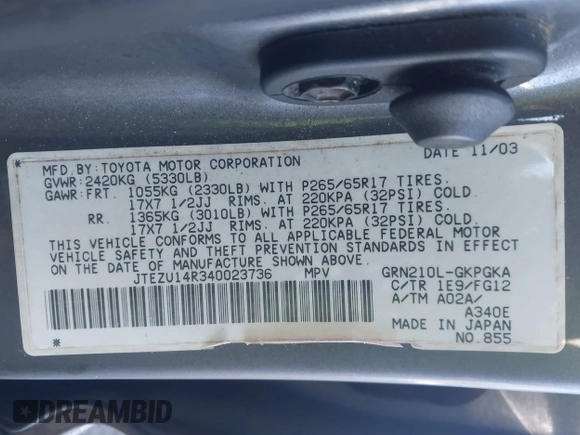 DATE 11/03
MFD. BY: TOYOTA MOTOR CORPORATION
GVWR: 2420KG (5330LB)
GAWR: FRT. 1055KG (2330LB) WITH P265/65R17 TIRES.
17X7 1/2JJ RIMS. AT 220KPA (32PSI) COLD.
RR. 1365KG (3010LB) WITH P265/65R17 TIRES.
17X7 1/2JJ RIMS. AT 220KPA (32PSI) COLD.
THIS VEHICLE CONFORMS TO ALL APPLICABLE FEDERAL MOTOR
VEHICLE SAFETY AND THEFT PREVENTION STANDARDS IN EFFECT
ON THE DATE OF MANUFACTURE SHOWN ABOVE.
*JTEZU14R340023736* MPV GRN210L-GKPGKA
C/TR 1E9/FG12
A/TM A02A/
A340E
MADE IN JAPAN
NO. 855
DREAMBID